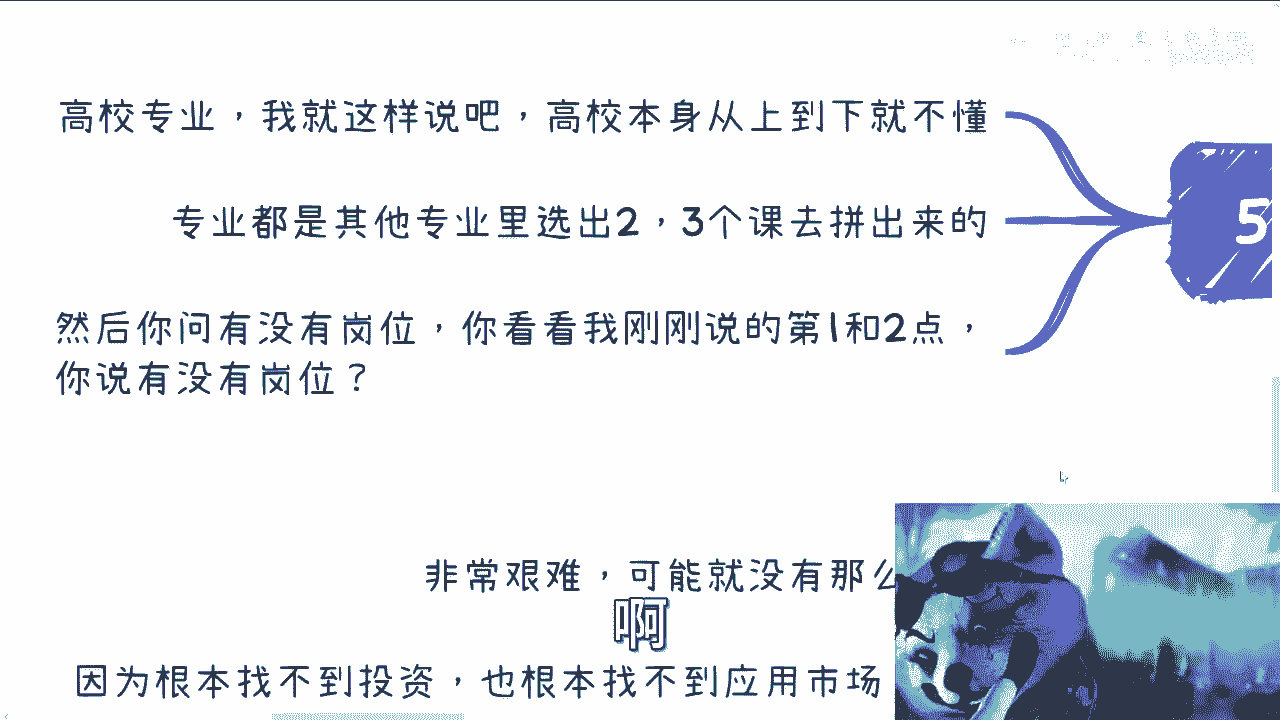 高校专业，我就这样说吧，高校本身从上到下就不懂
专业都是其他专业里选出2，3个课去拼出来的
5
然后你问有没有岗位，你看看我刚刚说的第1和2点，
你说有没有岗位？
非常艰难，可能就没有那么
啊
因为根本找不到投资，也根本找不到应用市场